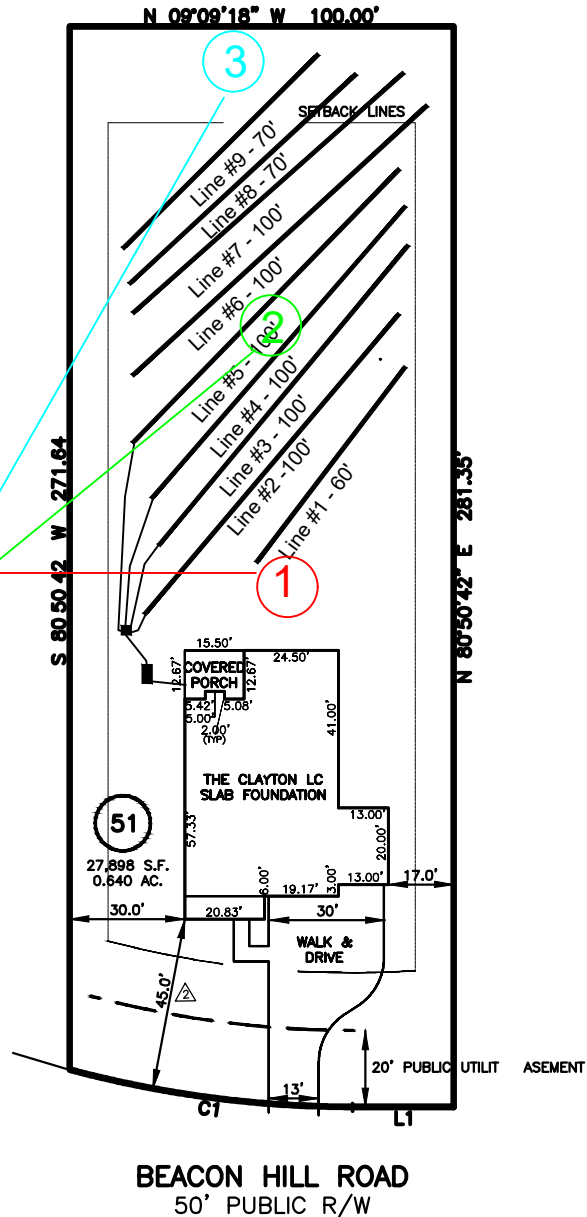 N 09°09'18" W 100.00'
3
SETBACK LINES
Line #9 - 70'
Line #8 - 70'
Line #7 - 100'
Line #6 - 100'
2
Line #5 - 100'
Line #4 - 100'
Line #3 - 100'
Line #2 -100'
Line #1 - 60'
S 80 50 42 W 271.64
N 80°50'42" E 281.35'
1
15.50'
24.50'
12.67'
COVERED
PORCH
12.67'
5.42'
5.08'
5.00'
2.00'
(TYP)
41.00'
THE CLAYTON LC
SLAB FOUNDATION
13.00'
51
57.33'
20.00'
27,898 S.F.
0.640 AC.
6.00'
19.17'
3.00'
13.00'
17.0'
30.0'
20.83'
30'
WALK &
DRIVE
45.0'
2
20' PUBLIC UTILIT ASEMENT
13'
C1
L1
BEACON HILL ROAD
50' PUBLIC R/W